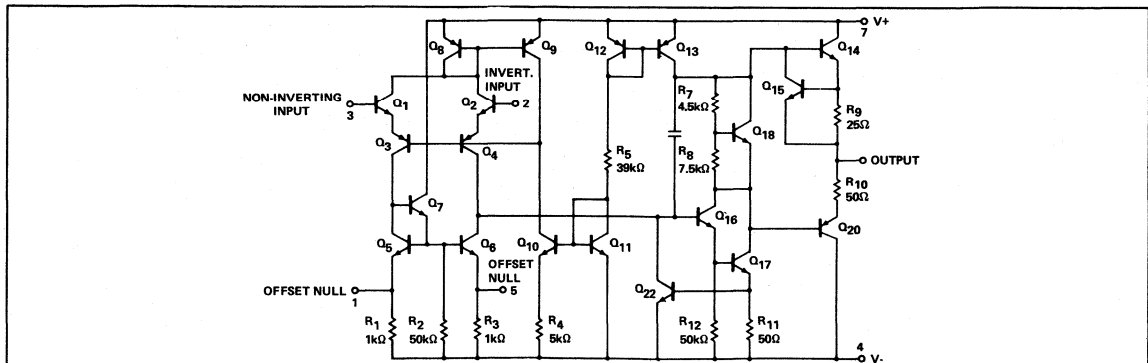 V+
7
Q8
Q9
Q12
Q13
Q14
INVERT.
INPUT
NON-INVERTING
INPUT
3
Q1
Q2
2
R7
4.5kΩ
Q15
R9
25Ω
Q18
Q3
Q4
R5
39kΩ
R8
7.5kΩ
OUTPUT
R10
50Ω
Q7
Q16
Q20
Q5
Q6
Q10
Q11
Q17
OFFSET
NULL
5
OFFSET NULL
1
Q22
R1
1kΩ
R2
50kΩ
R3
1kΩ
R4
5kΩ
R12
50kΩ
R11
50Ω
4
V-